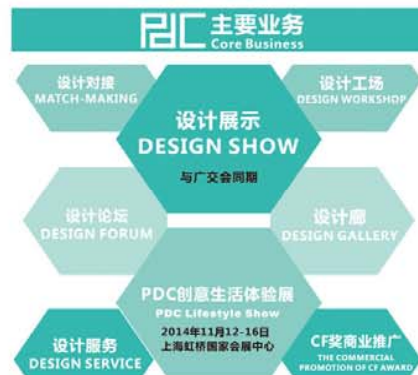 PDC 主要业务
Core Business
设计对接
MATCH-MAKING
设计工场
DESIGN WORKSHOP
设计展示
DESIGN SHOW
与广交会同期
设计论坛
DESIGN FORUM
设计廊
DESIGN GALLERY
PDC创意生活体验展
PDC Lifestyle Show
2014年11月12-16日
上海虹桥国家会展中心
设计服务
DESIGN SERVICE
CF奖商业推广
THE COMMERCIAL
PROMOTION OF CF AWARD